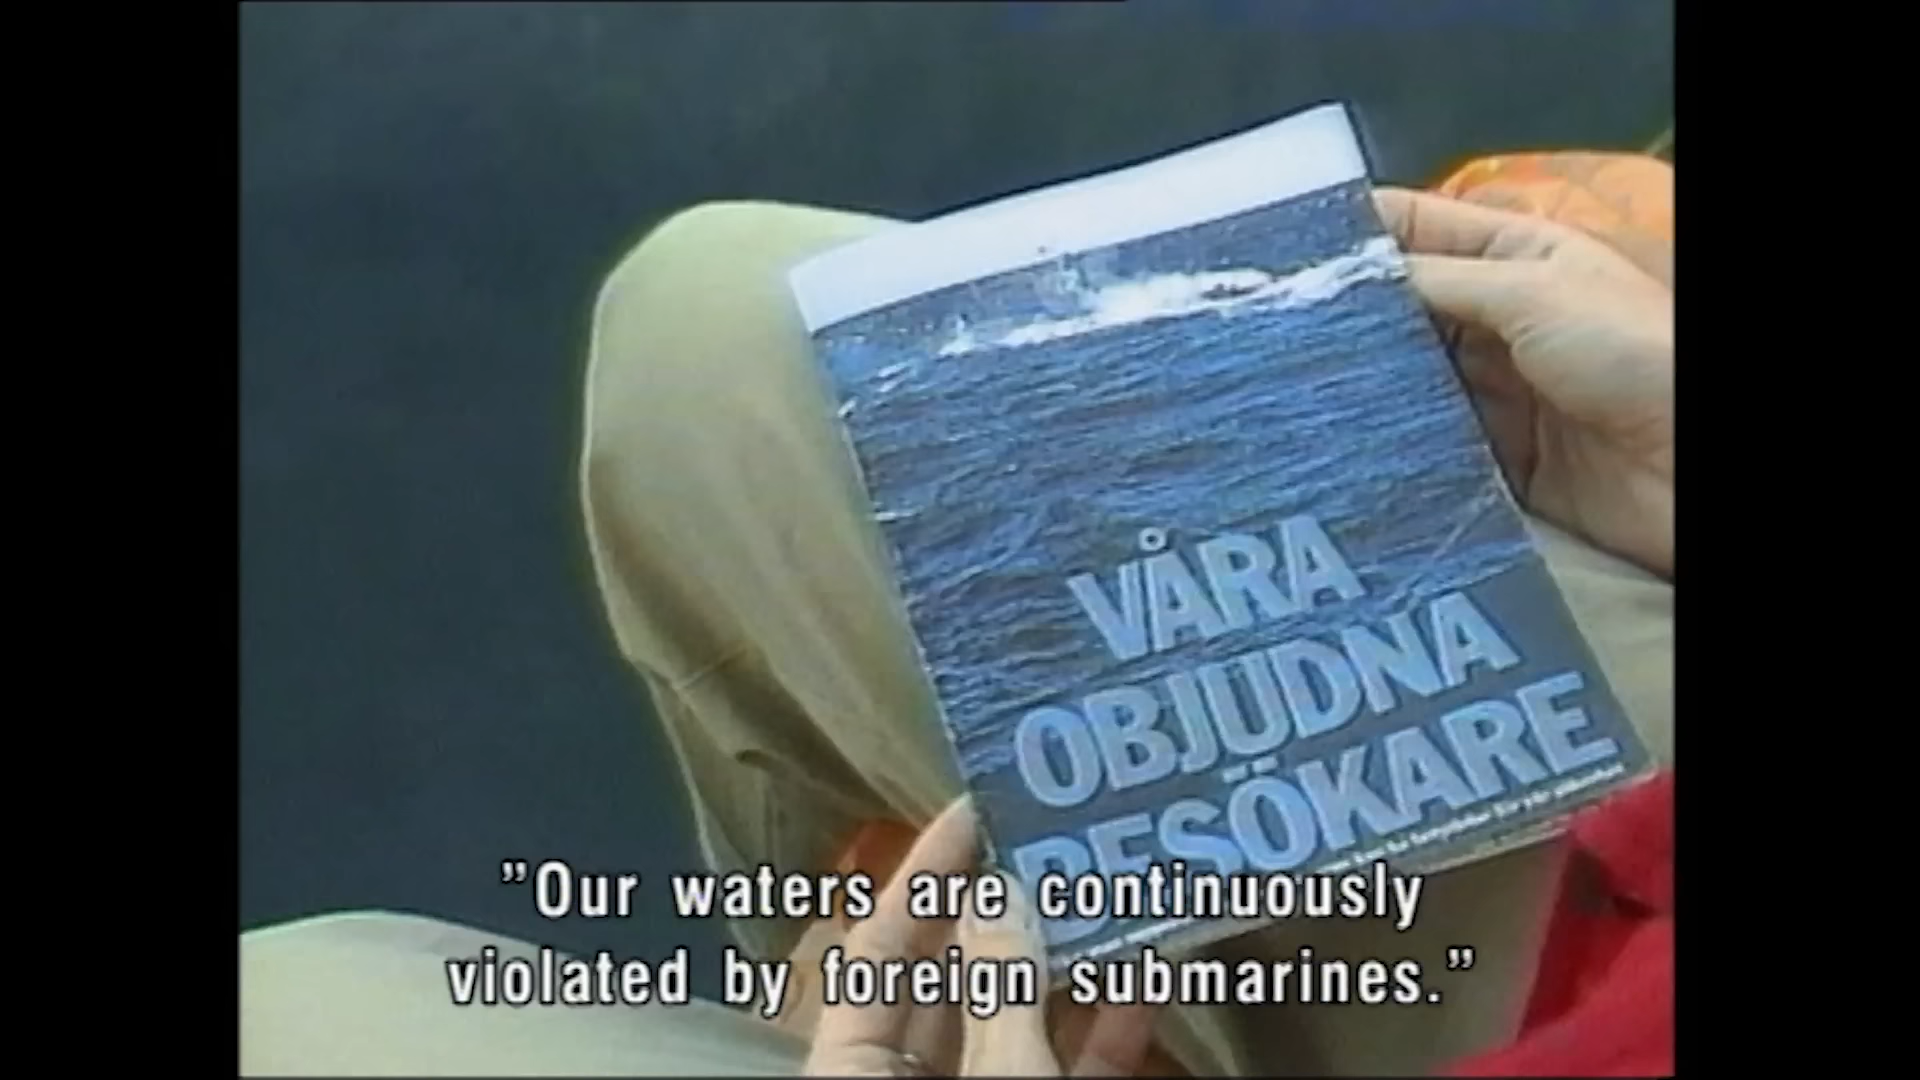 VÅRA
OBJUDNA
BESÖKARE
"Our waters are continuously
violated by foreign submarines."